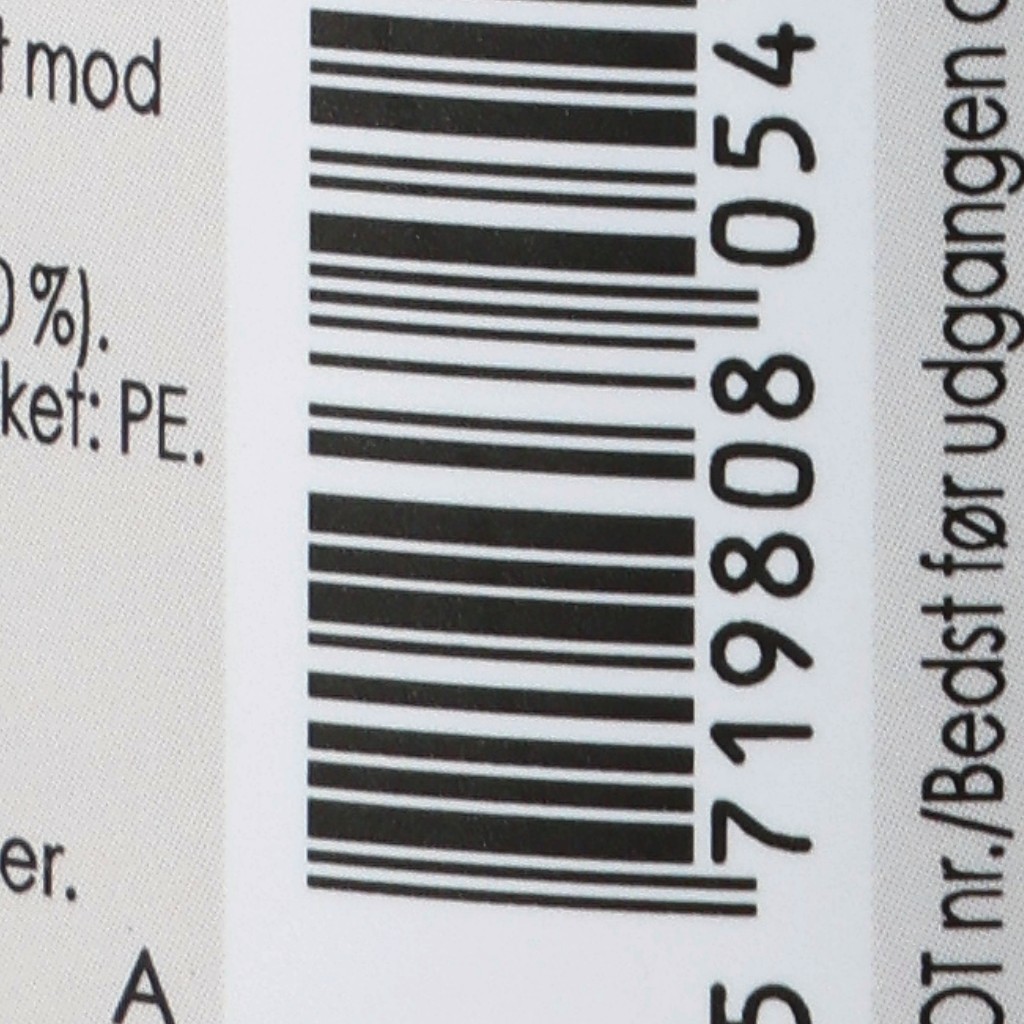 mod
%).
ket: PE.
er.
A
5 719808 054
OT nr./Bedst før udgangen